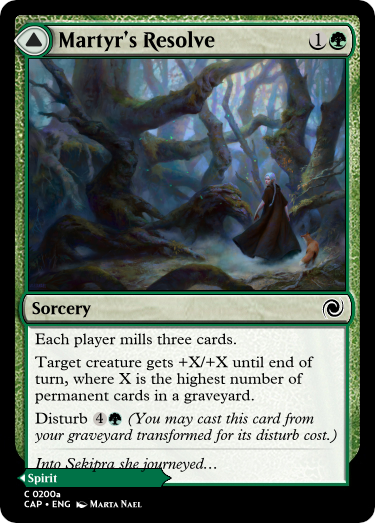 Martyr's Resolve 1
Sorcery
Each player mills three cards.
Target creature gets +X/+X until end of
turn, where X is the highest number of
permanent cards in a graveyard.
Disturb 4 (You may cast this card from
your graveyard transformed for its disturb cost.)
Into Sekipra she journeyed…
Spirit
C 0200a
CAP • ENG Marta Nael